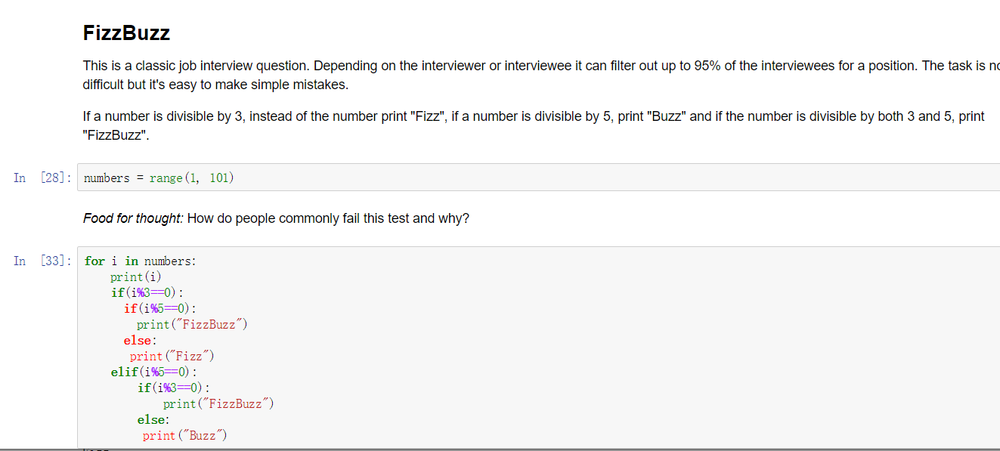 FizzBuzz
This is a classic job interview question. Depending on the interviewer or interviewee it can filter out up to 95% of the interviewees for a position. The task is
difficult but it's easy to make simple mistakes.
If a number is divisible by 3, instead of the number print "Fizz", if a number is divisible by 5, print "Buzz" and if the number is divisible by both 3 and 5, print
"FizzBuzz".
In [28]: numbers = range(1, 101)
Food for thought: How do people commonly fail this test and why?
In [33]: for i in numbers:
    print(i)
    if(i%3==0):
      if(i%5==0):
        print("FizzBuzz")
      else:
       print("Fizz")
    elif(i%5==0):
        if(i%3==0):
            print("FizzBuzz")
        else:
         print("Buzz")